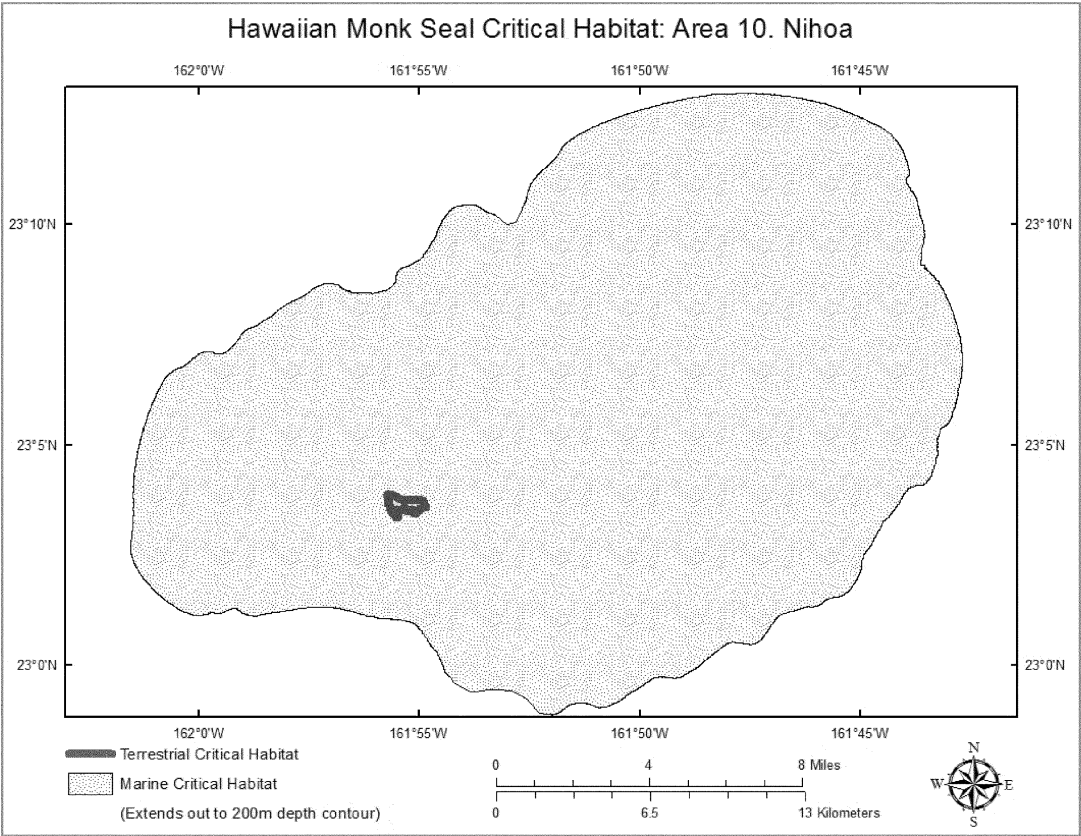 Hawaiian Monk Seal Critical Habitat: Area 10. Nihoa
162°0'W 161°55'W 161°50'W 161°45'W
23°10'N 23°10'N
23°5'N 23°5'N
23°0'N 23°0'N
162°0'W 161°55'W 161°50'W 161°45'W
Terrestrial Critical Habitat
Marine Critical Habitat
(Extends out to 200m depth contour)
0 4 8 Miles
0 6.5 13 Kilometers
N
W E
S